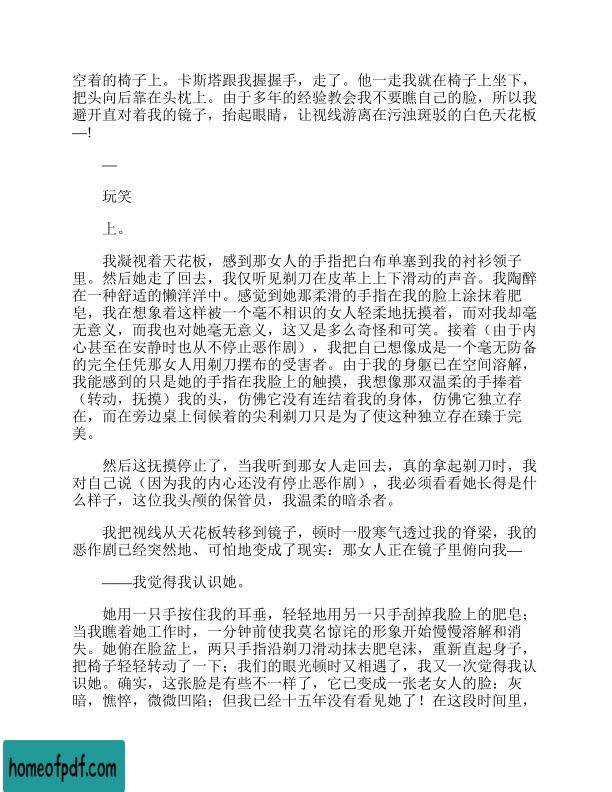 空着的椅子上。卡斯塔跟我握握手，走了。他一走我就在椅子上坐下，
把头向后靠在头枕上。由于多年的经验教会我不要瞧自己的脸，所以我
避开直对着我的镜子，抬起眼睛，让视线游离在污浊斑驳的白色天花板
—!
—
玩笑
上。
我凝视着天花板，感到那女人的手指把白布单塞到我的衬衫领子
里。然后她走了回去，我仅听见剃刀在皮革上上下滑动的声音。我陶醉
在一种舒适的懒洋洋中。感觉到她那柔滑的手指在我的脸上涂抹着肥
皂，我在想象着这样被一个毫不相识的女人轻柔地抚摸着，而对我却毫
无意义，而我也对她毫无意义，这又是多么奇怪和可笑。接着（由于内
心甚至在安静时也从不停止恶作剧），我把自己想像成是一个毫无防备
的完全任凭那女人用剃刀摆布的受害者。由于我的身躯已在空间溶解，
我能感到的只是她的手指在我脸上的触摸，我想像那双温柔的手捧着
（转动，抚摸）我的头，仿佛它没有连结着我的身体，仿佛它独立存
在，而在旁边桌上伺候着的尖利剃刀只是为了使这种独立存在臻于完
美。
然后这抚摸停止了，当我听到那女人走回去，真的拿起剃刀时，我
对自己说（因为我的内心还没有停止恶作剧），我必须看看她长得是什
么样子，这位我头颅的保管员，我温柔的暗杀者。
我把视线从天花板转移到镜子，顿时一股寒气透过我的脊梁，我的
恶作剧已经突然地、可怕地变成了现实：那女人正在镜子里俯向我—
——我觉得我认识她。
她用一只手按住我的耳垂，轻轻地用另一只手刮掉我脸上的肥皂；
当我瞧着她工作时，一分钟前使我莫名惊诧的形象开始慢慢溶解和消
失。她俯在脸盆上，两只手指沿剃刀滑动抹去肥皂沫，重新直起身子，
把椅子轻轻转动了一下；我们的眼光顿时又相遇了，我又一次觉得我认
识她。确实，这张脸是有些不一样了，它已变成一张老女人的脸：灰
暗，憔悴，微微凹陷；但我已经十五年没有看见她了！在这段时间里，
homeofpdf.com